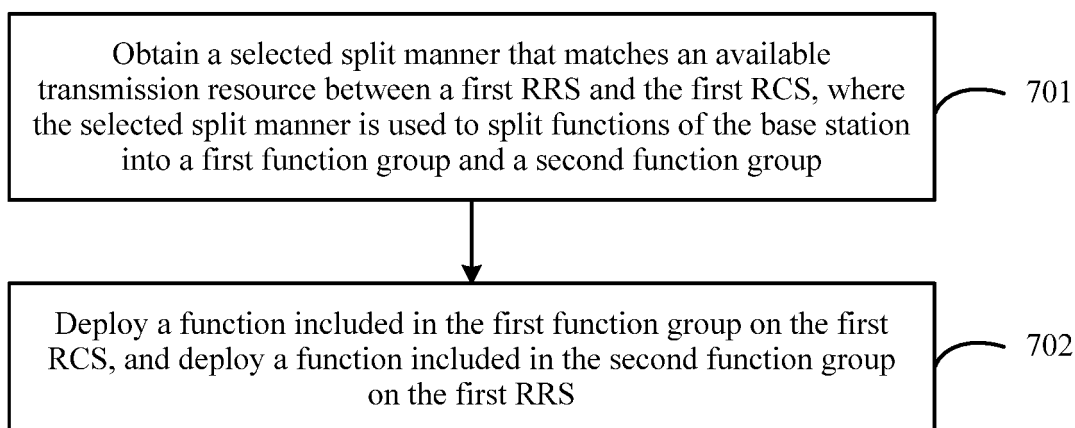 Obtain a selected split manner that matches an available
transmission resource between a first RRS and the first RCS, where
the selected split manner is used to split functions of the base station
into a first function group and a second function group
701
Deploy a function included in the first function group on the first
RCS, and deploy a function included in the second function group
on the first RRS
702